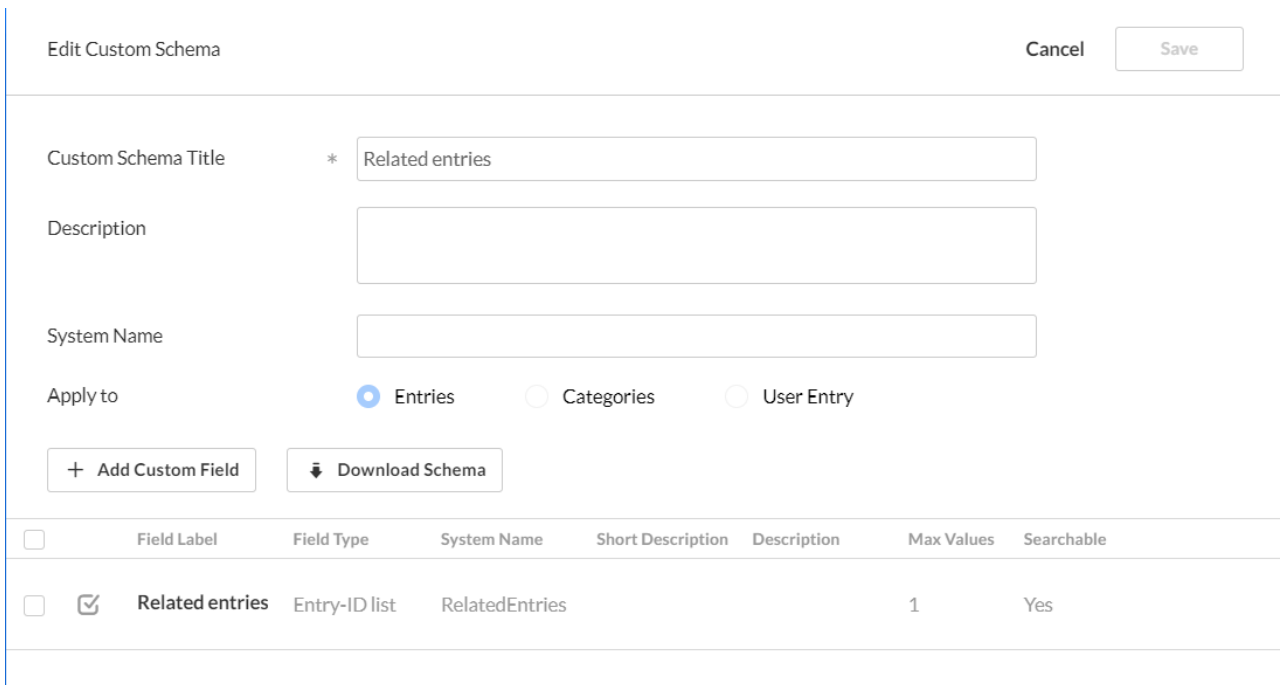 Edit Custom Schema Cancel Save
Custom Schema Title * Related entries
Description
System Name
Apply to Entries Categories User Entry
+ Add Custom Field Download Schema
Field Label Field Type System Name Short Description Description Max Values Searchable
Related entries Entry-ID list RelatedEntries 1 Yes